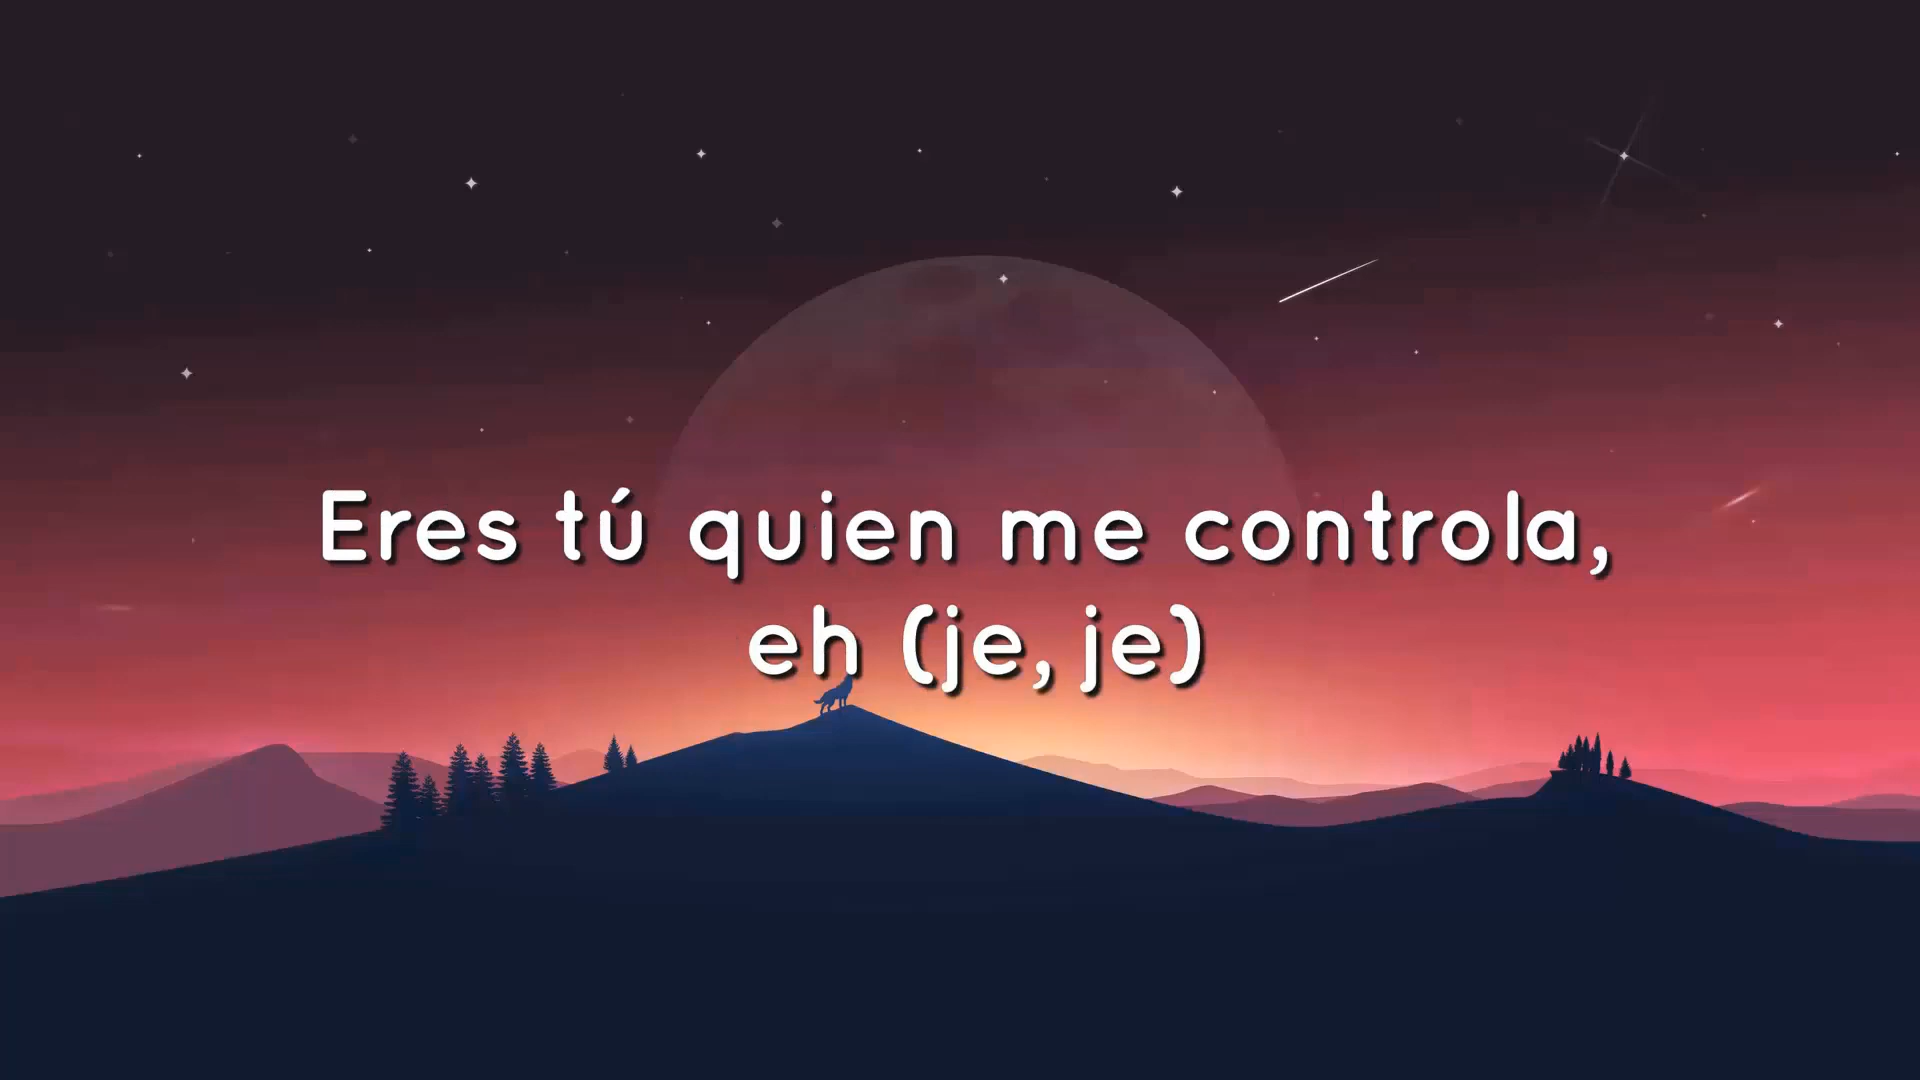 Eres tú quien me controla,
eh (je, je)